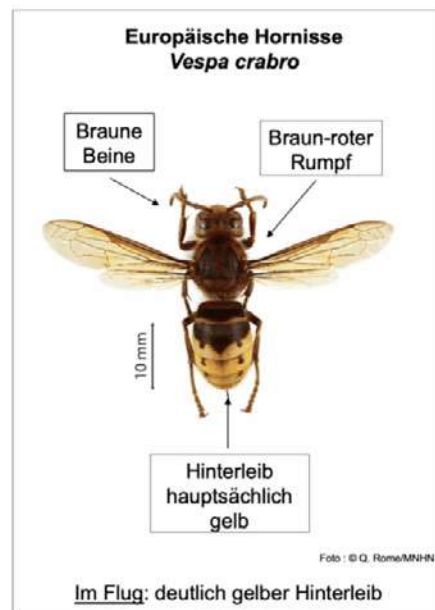 Europäische Hornisse
Vespa crabro
Braune
Beine
Braun-roter
Rumpf
10 mm
Hinterleib
hauptsächlich
gelb
Foto : © Q. Rome/MNHN
Im Flug: deutlich gelber Hinterleib